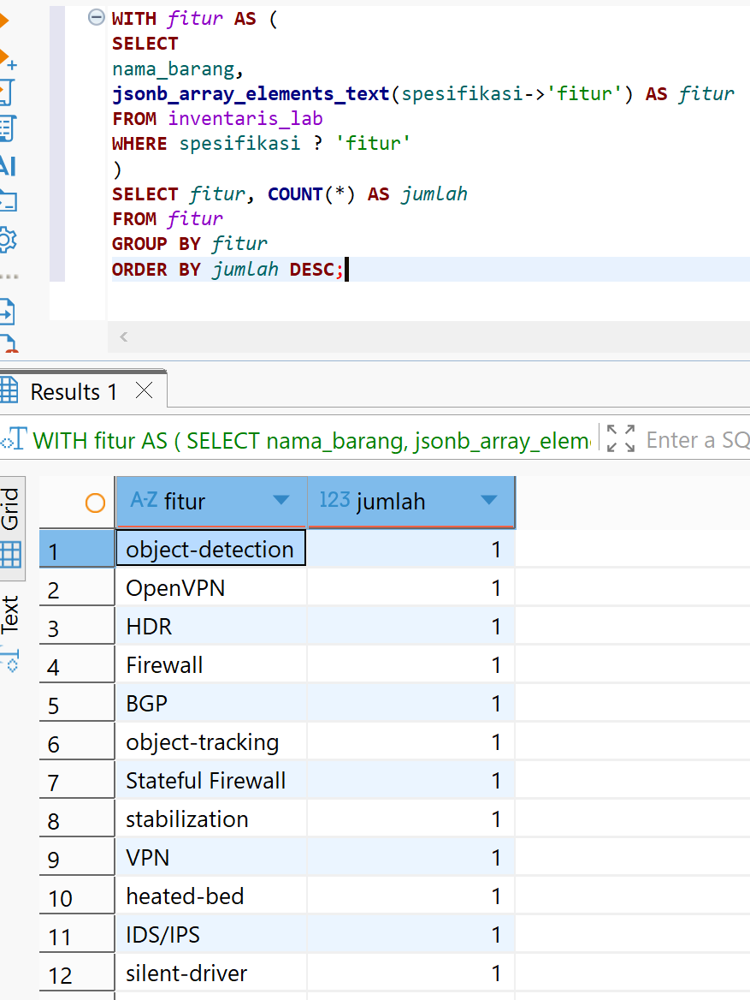 WITH fitur AS (
SELECT
nama_barang,
jsonb_array_elements_text(spesifikasi->'fitur') AS fitur
FROM inventaris_lab
WHERE spesifikasi ? 'fitur'
)
SELECT fitur, COUNT(*) AS jumlah
FROM fitur
GROUP BY fitur
ORDER BY jumlah DESC;
Results 1
WITH fitur AS ( SELECT nama_barang, jsonb_array_elem Enter a SQ
Grid
Text
A-Z fitur 123 jumlah
1 object-detection 1
2 OpenVPN 1
3 HDR 1
4 Firewall 1
5 BGP 1
6 object-tracking 1
7 Stateful Firewall 1
8 stabilization 1
9 VPN 1
10 heated-bed 1
11 IDS/IPS 1
12 silent-driver 1